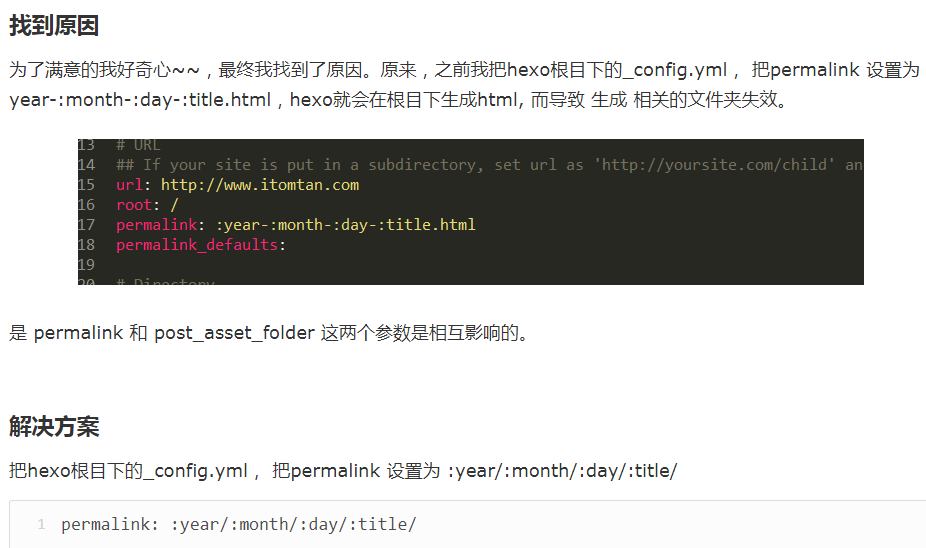 找到原因
为了满意的我好奇心~~，最终我找到了原因。原来，之前我把hexo根目下的_config.yml， 把permalink 设置为
year-:month-:day-:title.html，hexo就会在根目下生成html, 而导致 生成 相关的文件夹失效。
13 # URL
14 ## If your site is put in a subdirectory, set url as 'http://yoursite.com/child' an
15 url: http://www.itomtan.com
16 root: /
17 permalink: :year-:month-:day-:title.html
18 permalink_defaults:
19
20 # Directory
是 permalink 和 post_asset_folder 这两个参数是相互影响的。
解决方案
把hexo根目下的_config.yml， 把permalink 设置为 :year/:month/:day/:title/
1 permalink: :year/:month/:day/:title/